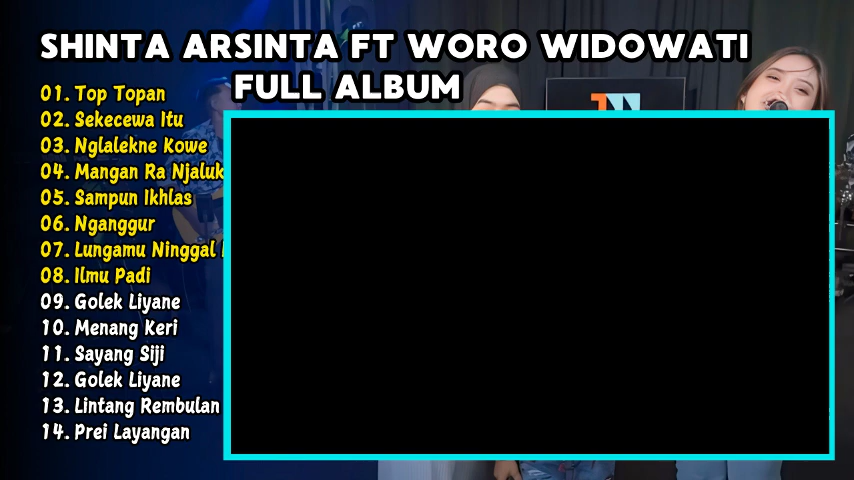 SHINTA ARSINTA FT WORO WIDOWATI
FULL ALBUM
01. Top Topan
02. Sekecewa Itu
03. Nglalekne Kowe
04. Mangan Ra Njaluk
05. Sampun Ikhlas
06. Nganggur
07. Lungamu Ninggal
08. Ilmu Padi
09. Golek Liyane
10. Menang Keri
11. Sayang Siji
12. Golek Liyane
13. Lintang Rembulan
14. Prei Layangan